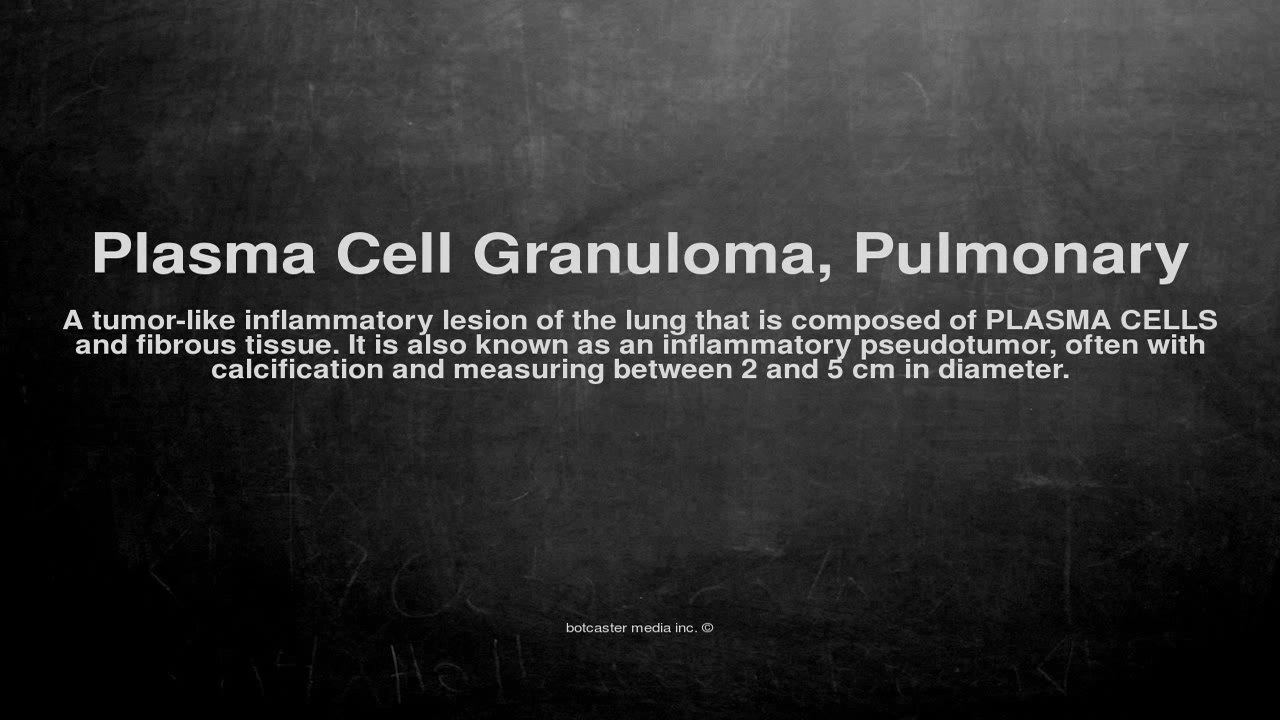 Plasma Cell Granuloma, Pulmonary
A tumor-like inflammatory lesion of the lung that is composed of PLASMA CELLS
and fibrous tissue. It is also known as an inflammatory pseudotumor, often with
calcification and measuring between 2 and 5 cm in diameter.
botcaster media inc. ©